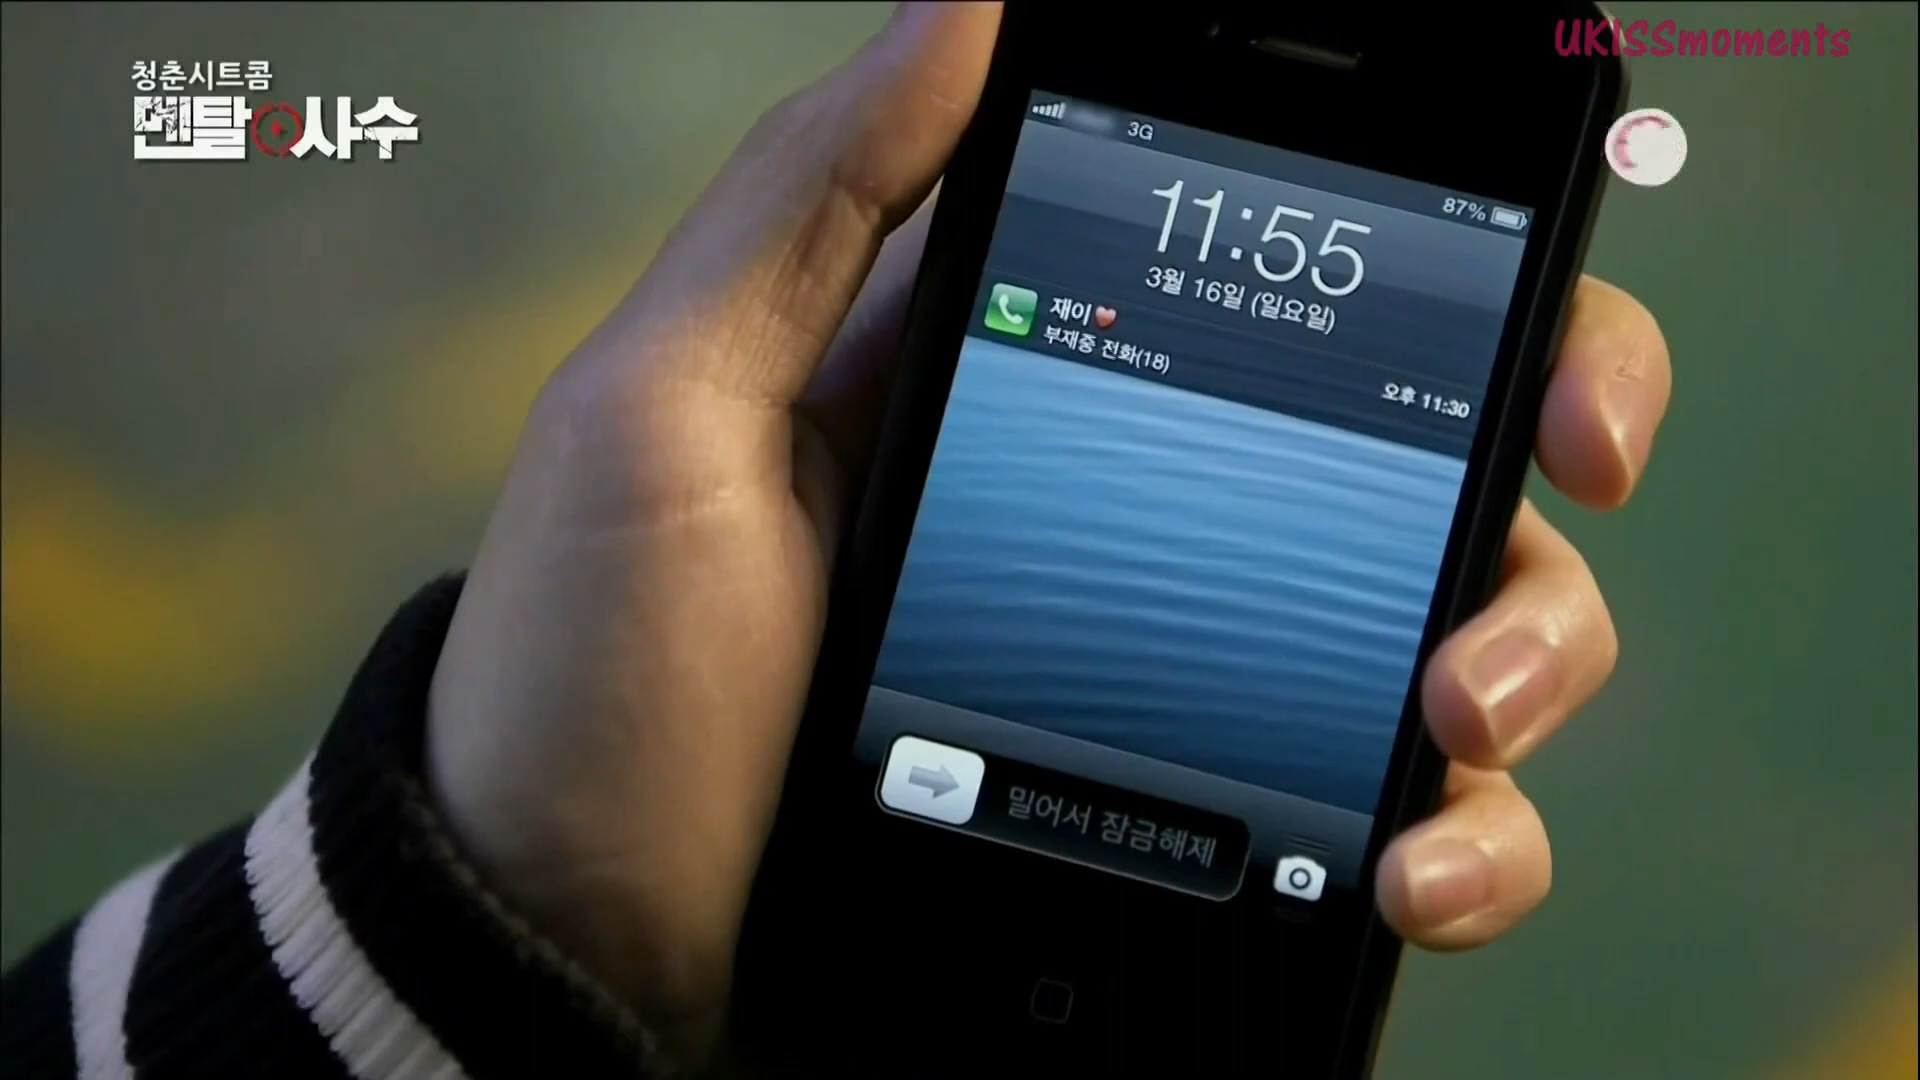 청춘시트콤
멘탈사수
UKISSmoments
3G
87%
11:55
3월 16일 (일요일)
재이❤️
부재중 전화(18)
오후 11:30
밀어서 잠금해제